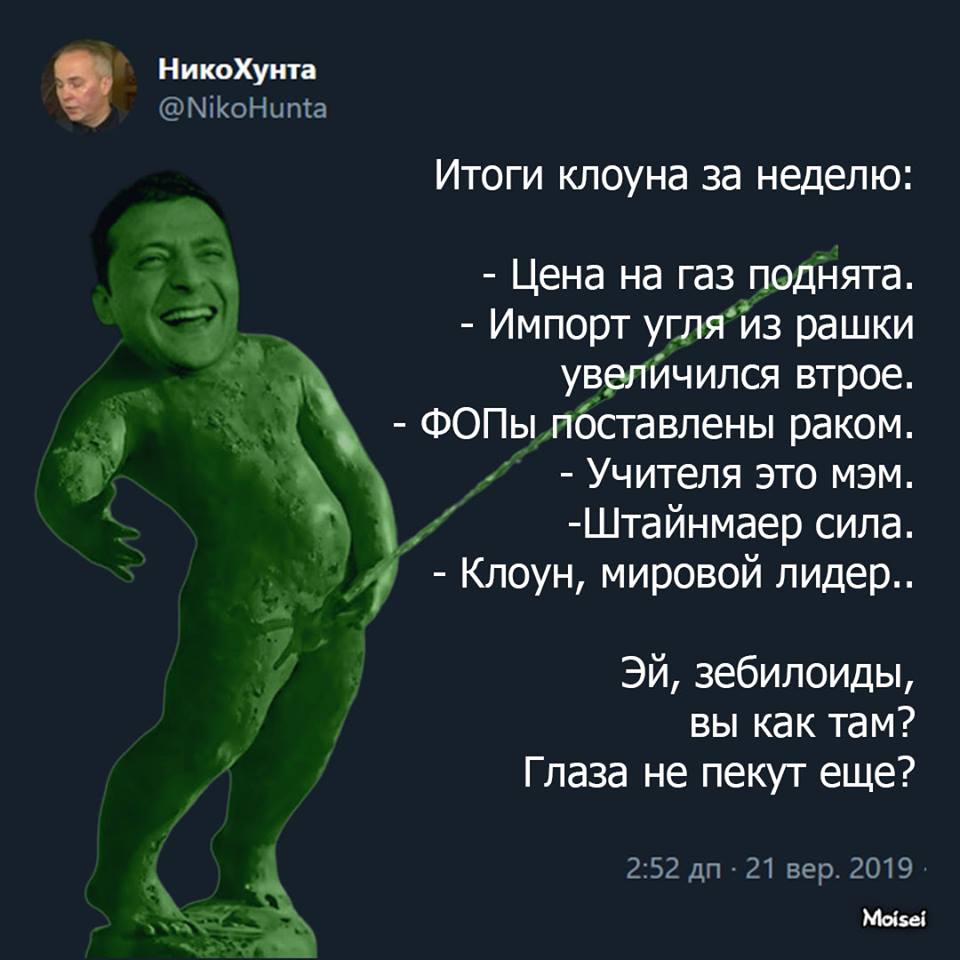 НикоХунта
@NikoHunta
Итоги клоуна за неделю:
- Цена на газ поднята.
- Импорт угля из рашки
увеличился втрое.
- ФОПы поставлены раком.
- Учителя это мэм.
-Штайнмаер сила.
- Клоун, мировой лидер..
Эй, зебилоиды,
вы как там?
Глаза не пекут еще?
2:52 дп · 21 вер. 2019 ·
Moisei